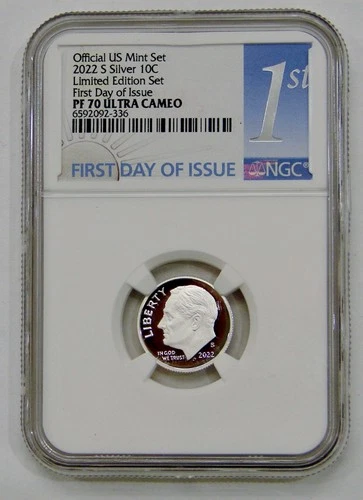 Official US Mint Set
2022 S Silver 10C
Limited Edition Set
First Day of Issue
PF 70 ULTRA CAMEO
6592092-336
1st
FIRST DAY OF ISSUE
NGC®
LIBERTY
IN GOD
WE TRUST
S
2022